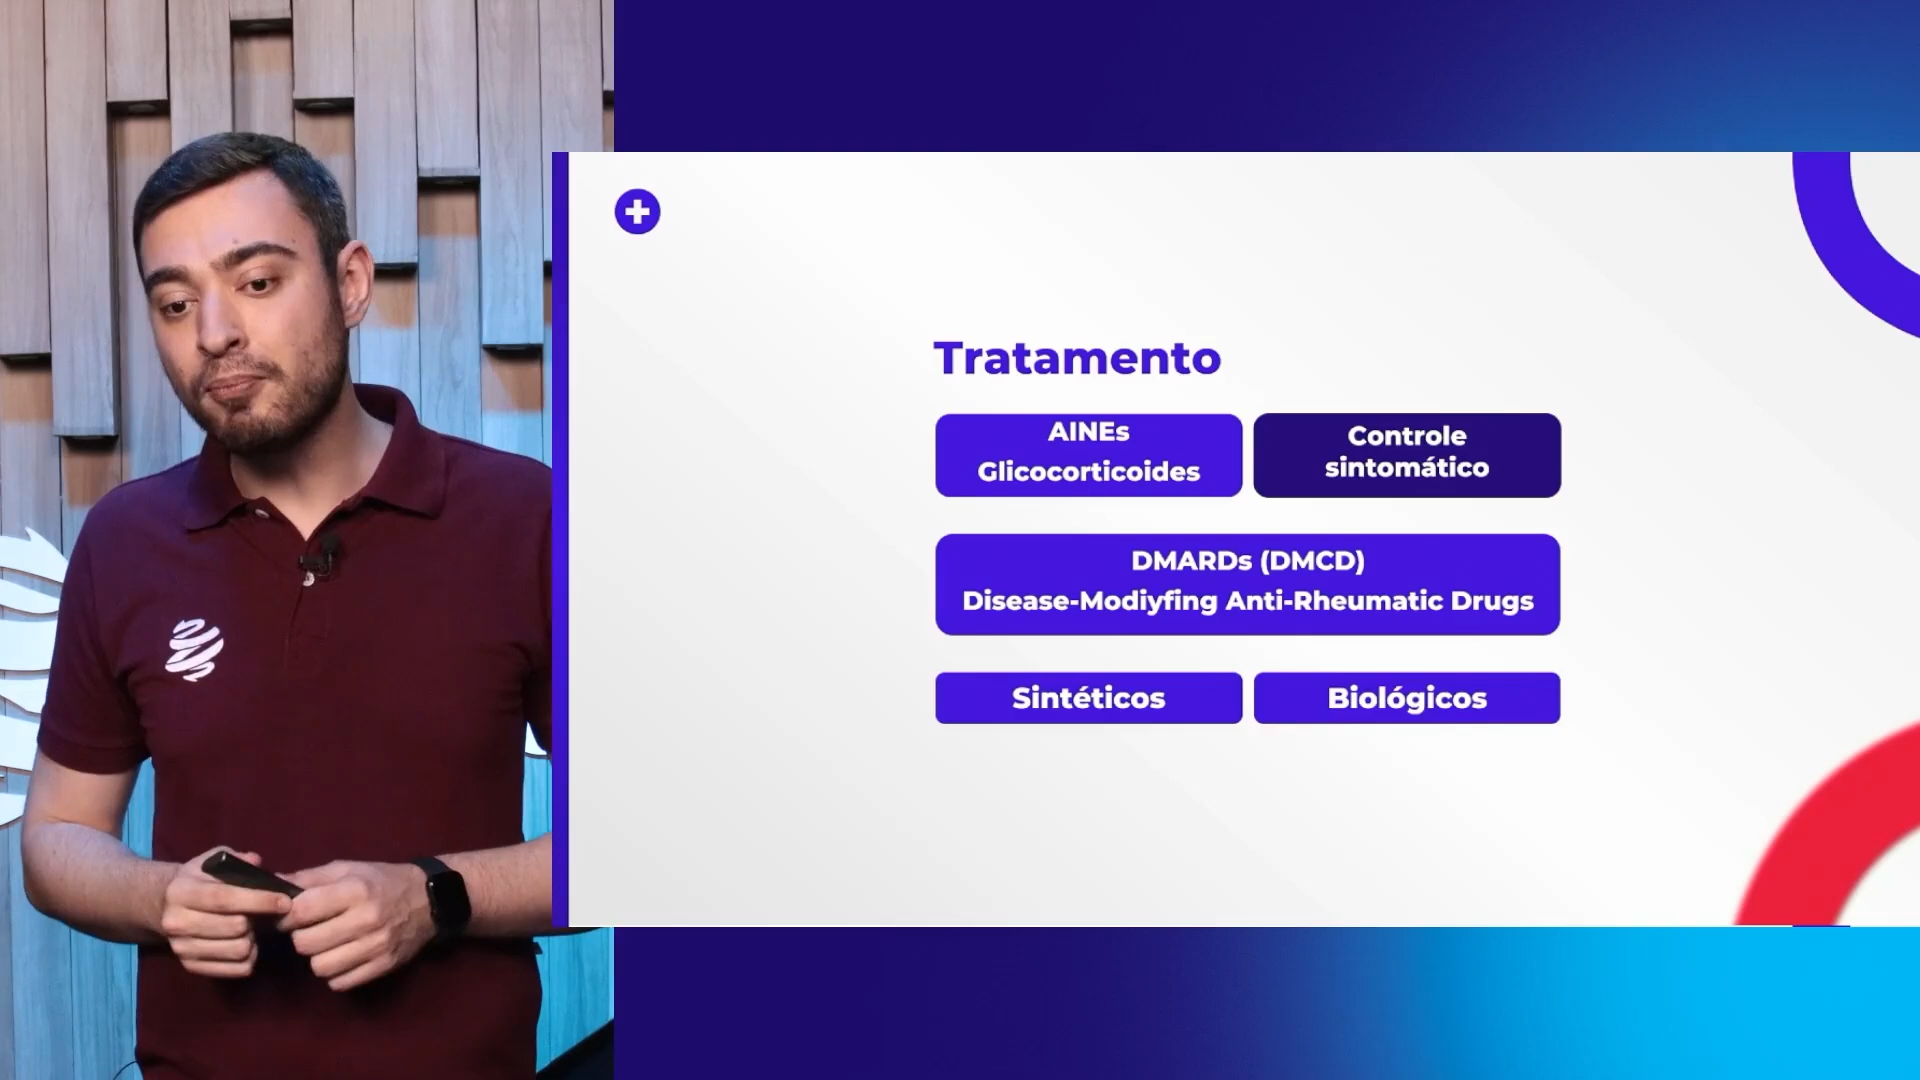 Tratamento
AINEs
Glicocorticoides
Controle
sintomático
DMARDs (DMCD)
Disease-Modiyfing Anti-Rheumatic Drugs
Sintéticos
Biológicos